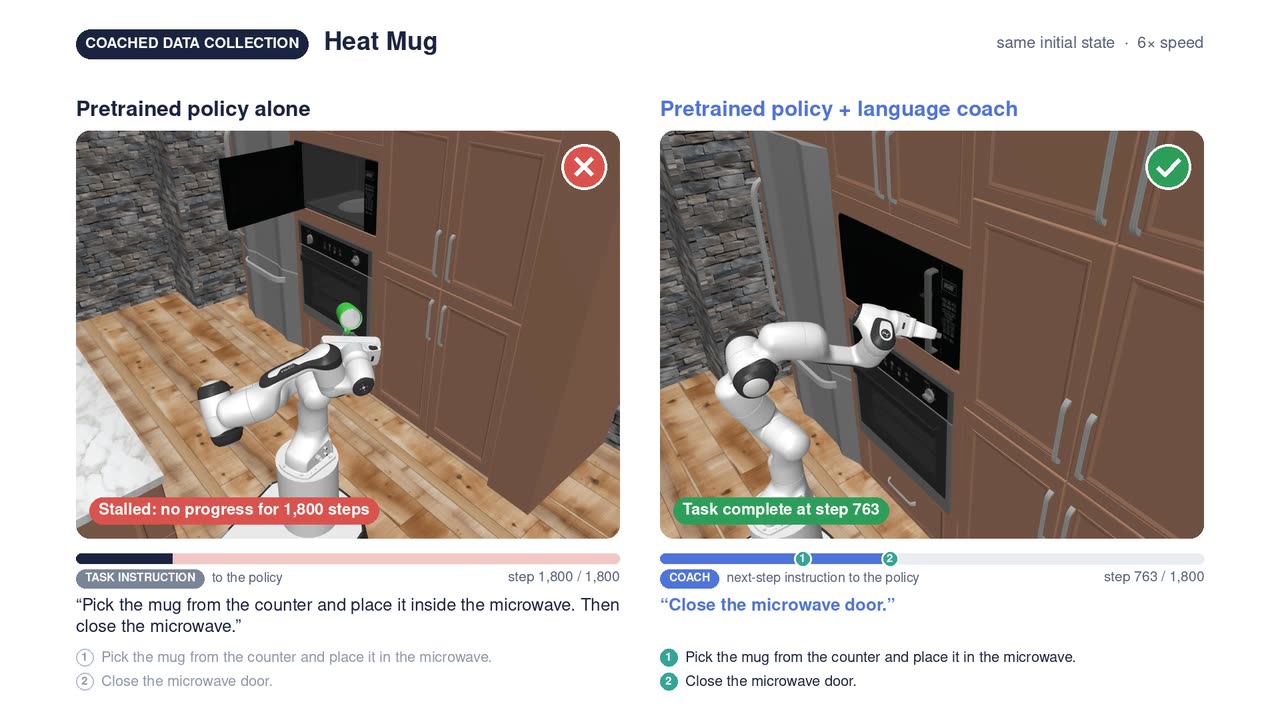 COACHED DATA COLLECTION Heat Mug
same initial state · 6× speed
Pretrained policy alone
Stalled: no progress for 1,800 steps
TASK INSTRUCTION to the policy
step 1,800 / 1,800
“Pick the mug from the counter and place it inside the microwave. Then
close the microwave.”
1 Pick the mug from the counter and place it in the microwave.
2 Close the microwave door.
Pretrained policy + language coach
Task complete at step 763
1 2
COACH next-step instruction to the policy
step 763 / 1,800
“Close the microwave door.”
1 Pick the mug from the counter and place it in the microwave.
2 Close the microwave door.